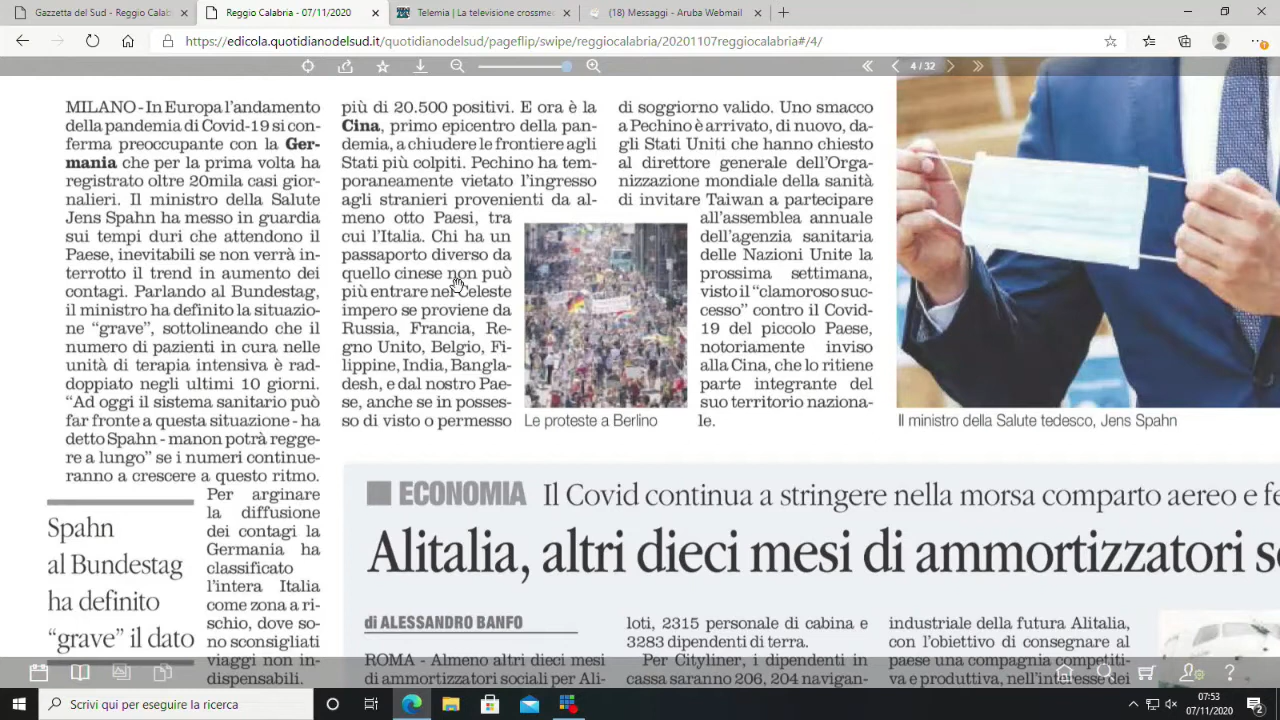 Gazzetta del Sud - Reggio Calabri
Reggio Calabria - 07/11/2020
Telemia | La televisione crossmed
(18) Messaggi - Aruba Webmail
https://edicola.quotidianodelsud.it/quotidianodelsud/pageflip/swipe/reggiocalabria/20201107reggiocalabria#/4/
4 / 32
MILANO - In Europa l'andamento
della pandemia di Covid-19 si con-
ferma preoccupante con la Ger-
mania che per la prima volta ha
registrato oltre 20mila casi gior-
nalieri. Il ministro della Salute
Jens Spahn ha messo in guardia
sui tempi duri che attendono il
Paese, inevitabili se non verrà in-
terrotto il trend in aumento dei
contagi. Parlando al Bundestag,
il ministro ha definito la situazio-
ne "grave", sottolineando che il
numero di pazienti in cura nelle
unità di terapia intensiva è rad-
doppiato negli ultimi 10 giorni.
"Ad oggi il sistema sanitario può
far fronte a questa situazione - ha
detto Spahn - manon potrà regge-
re a lungo" se i numeri continue-
ranno a crescere a questo ritmo.
Per arginare
la diffusione
dei contagi la
Germania ha
classificato
l'intera Italia
come zona a ri-
schio, dove so-
no sconsigliati
viaggi non in-
dispensabili.
Spahn
al Bundestag
ha definito
"grave" il dato
più di 20.500 positivi. E ora è la
Cina, primo epicentro della pan-
demia, a chiudere le frontiere agli
Stati più colpiti. Pechino ha tem-
poraneamente vietato l'ingresso
agli stranieri provenienti da al-
meno otto Paesi, tra
cui l'Italia. Chi ha un
passaporto diverso da
quello cinese non può
più entrare nel Celeste
impero se proviene da
Russia, Francia, Re-
gno Unito, Belgio, Fi-
lippine, India, Bangla-
desh, e dal nostro Pae-
se, anche se in posses-
so di visto o permesso
Le proteste a Berlino
di soggiorno valido. Uno smacco
a Pechino è arrivato, di nuovo, da-
gli Stati Uniti che hanno chiesto
al direttore generale dell'Orga-
nizzazione mondiale della sanità
di invitare Taiwan a partecipare
all'assemblea annuale
dell'agenzia sanitaria
delle Nazioni Unite la
prossima settimana,
visto il "clamoroso suc-
cesso" contro il Covid-
19 del piccolo Paese,
notoriamente inviso
alla Cina, che lo ritiene
parte integrante del
suo territorio naziona-
le.
Il ministro della Salute tedesco, Jens Spahn
ECONOMIA Il Covid continua a stringere nella morsa comparto aereo e fe
Alitalia, altri dieci mesi di ammortizzatori s
di ALESSANDRO BANFO
ROMA - Almeno altri dieci mesi
di ammortizzatori sociali per Ali-
loti, 2315 personale di cabina e
3283 dipendenti di terra.
Per Cityliner, i dipendenti in
cassa saranno 206, 204 navigan-
industriale della futura Alitalia,
con l'obiettivo di consegnare al
paese una compagnia competiti-
va e produttiva, nell'interesse dei
Scrivi qui per eseguire la ricerca
07:53
07/11/2020
2